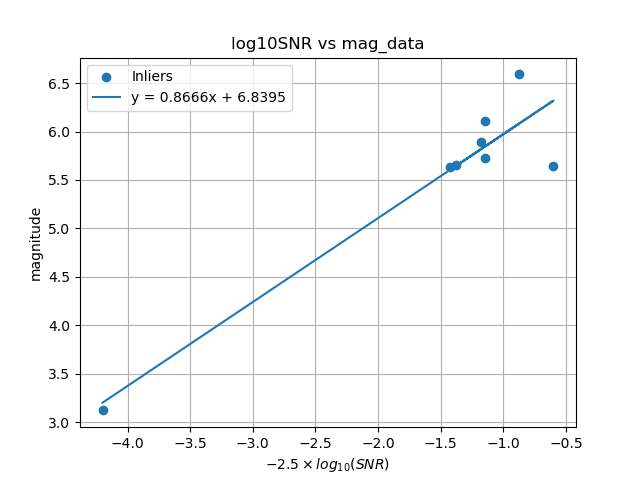 log10SNR vs mag_data
Inliers
y = 0.8666x + 6.8395
6.5
6.0
5.5
5.0
4.5
4.0
3.5
3.0
magnitude
−4.0 −3.5 −3.0 −2.5 −2.0 −1.5 −1.0 −0.5
−2.5 × log₁₀(SNR)